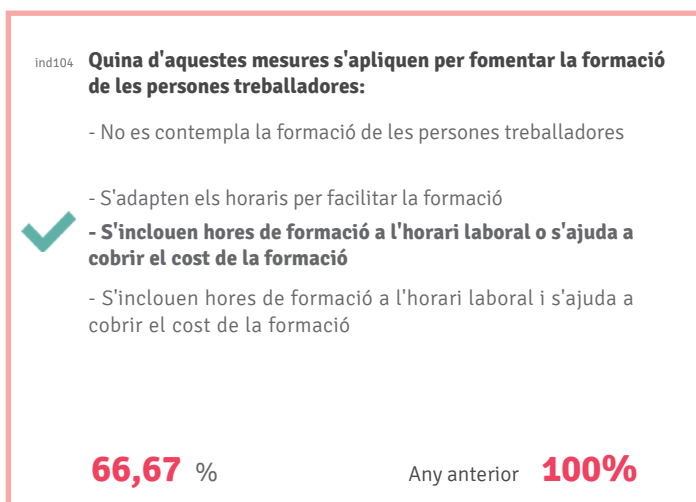 ind104 Quina d'aquestes mesures s'apliquen per fomentar la formació
de les persones treballadores:
- No es contempla la formació de les persones treballadores
- S'adapten els horaris per facilitar la formació
- S'inclouen hores de formació a l'horari laboral o s'ajuda a
cobrir el cost de la formació
- S'inclouen hores de formació a l'horari laboral i s'ajuda a
cobrir el cost de la formació
66,67 % Any anterior 100%